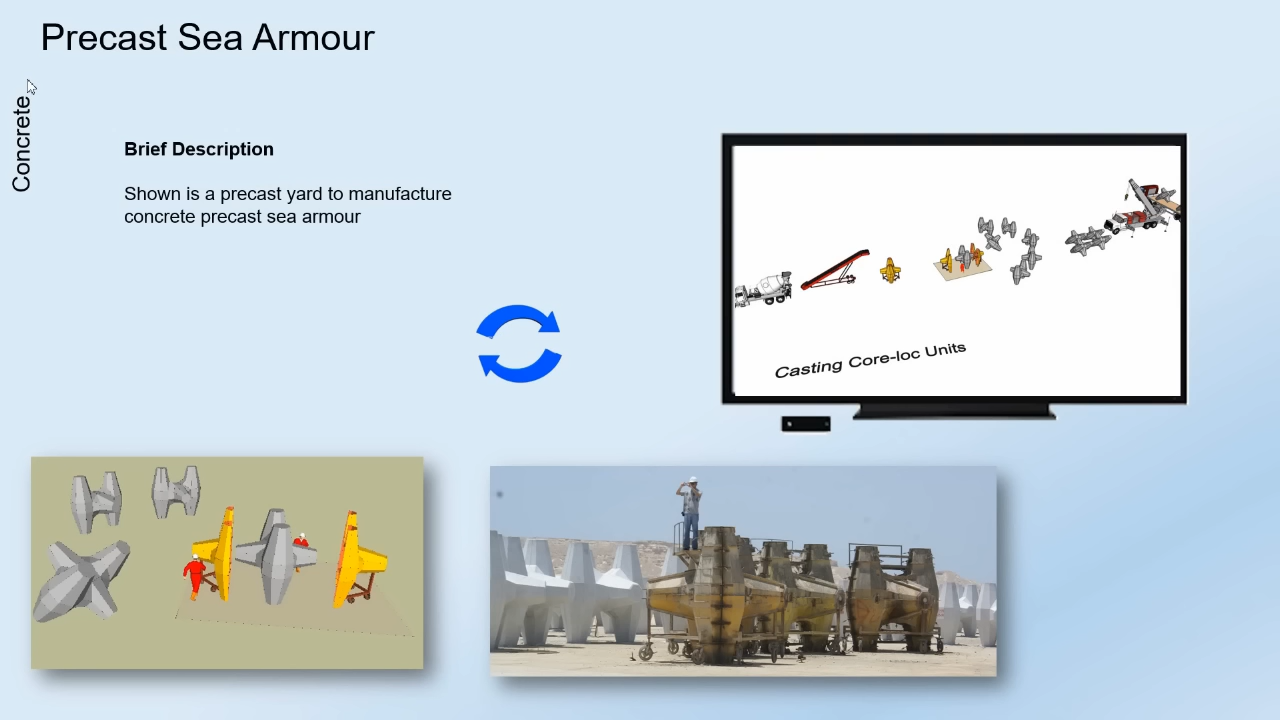 Precast Sea Armour
Concrete
Brief Description
Shown is a precast yard to manufacture
concrete precast sea armour
Casting Core-loc Units